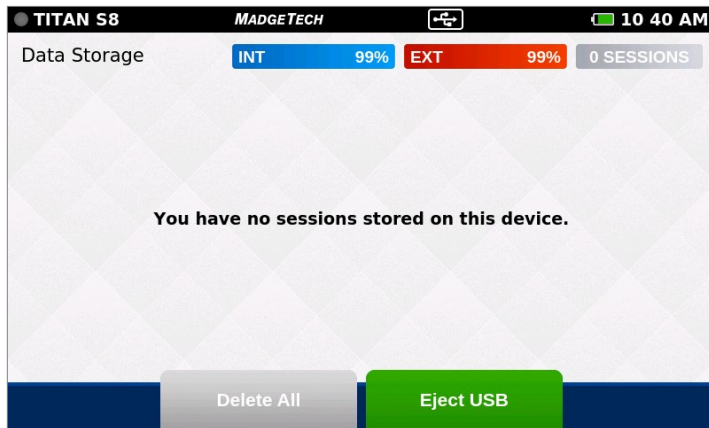 TITAN S8 MADGETECH 10 40 AM
Data Storage INT 99% EXT 99% 0 SESSIONS
You have no sessions stored on this device.
Delete All Eject USB